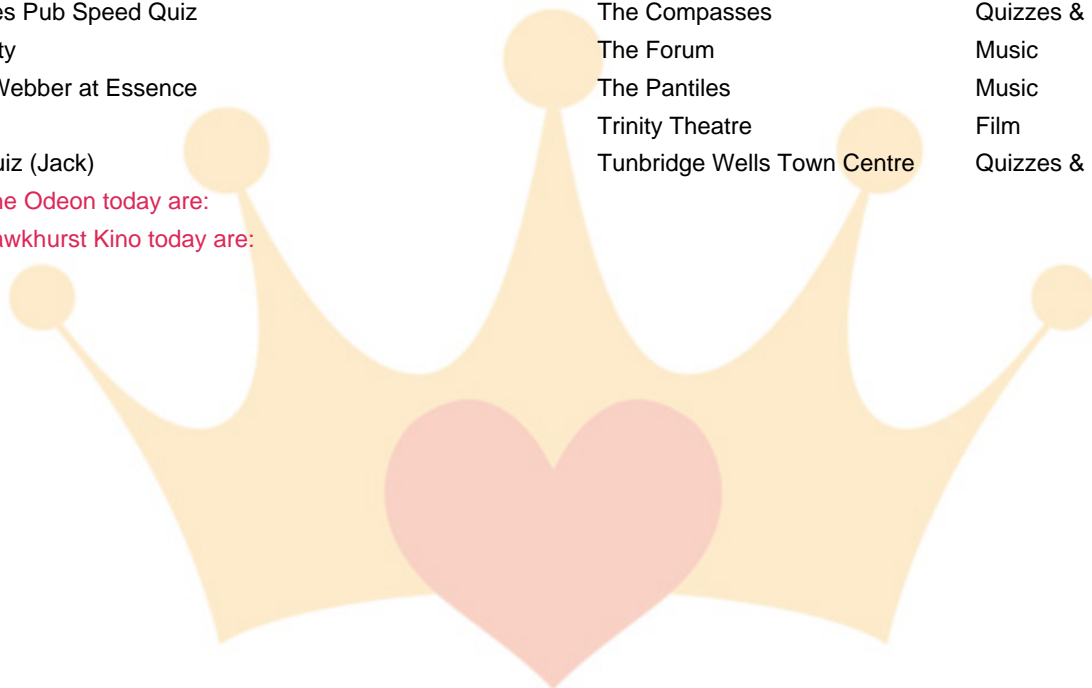 es Pub Speed Quiz The Compasses Quizzes &
ty The Forum Music
Webber at Essence The Pantiles Music
Trinity Theatre Film
uiz (Jack) Tunbridge Wells Town Centre Quizzes &
he Odeon today are:
awkhurst Kino today are: